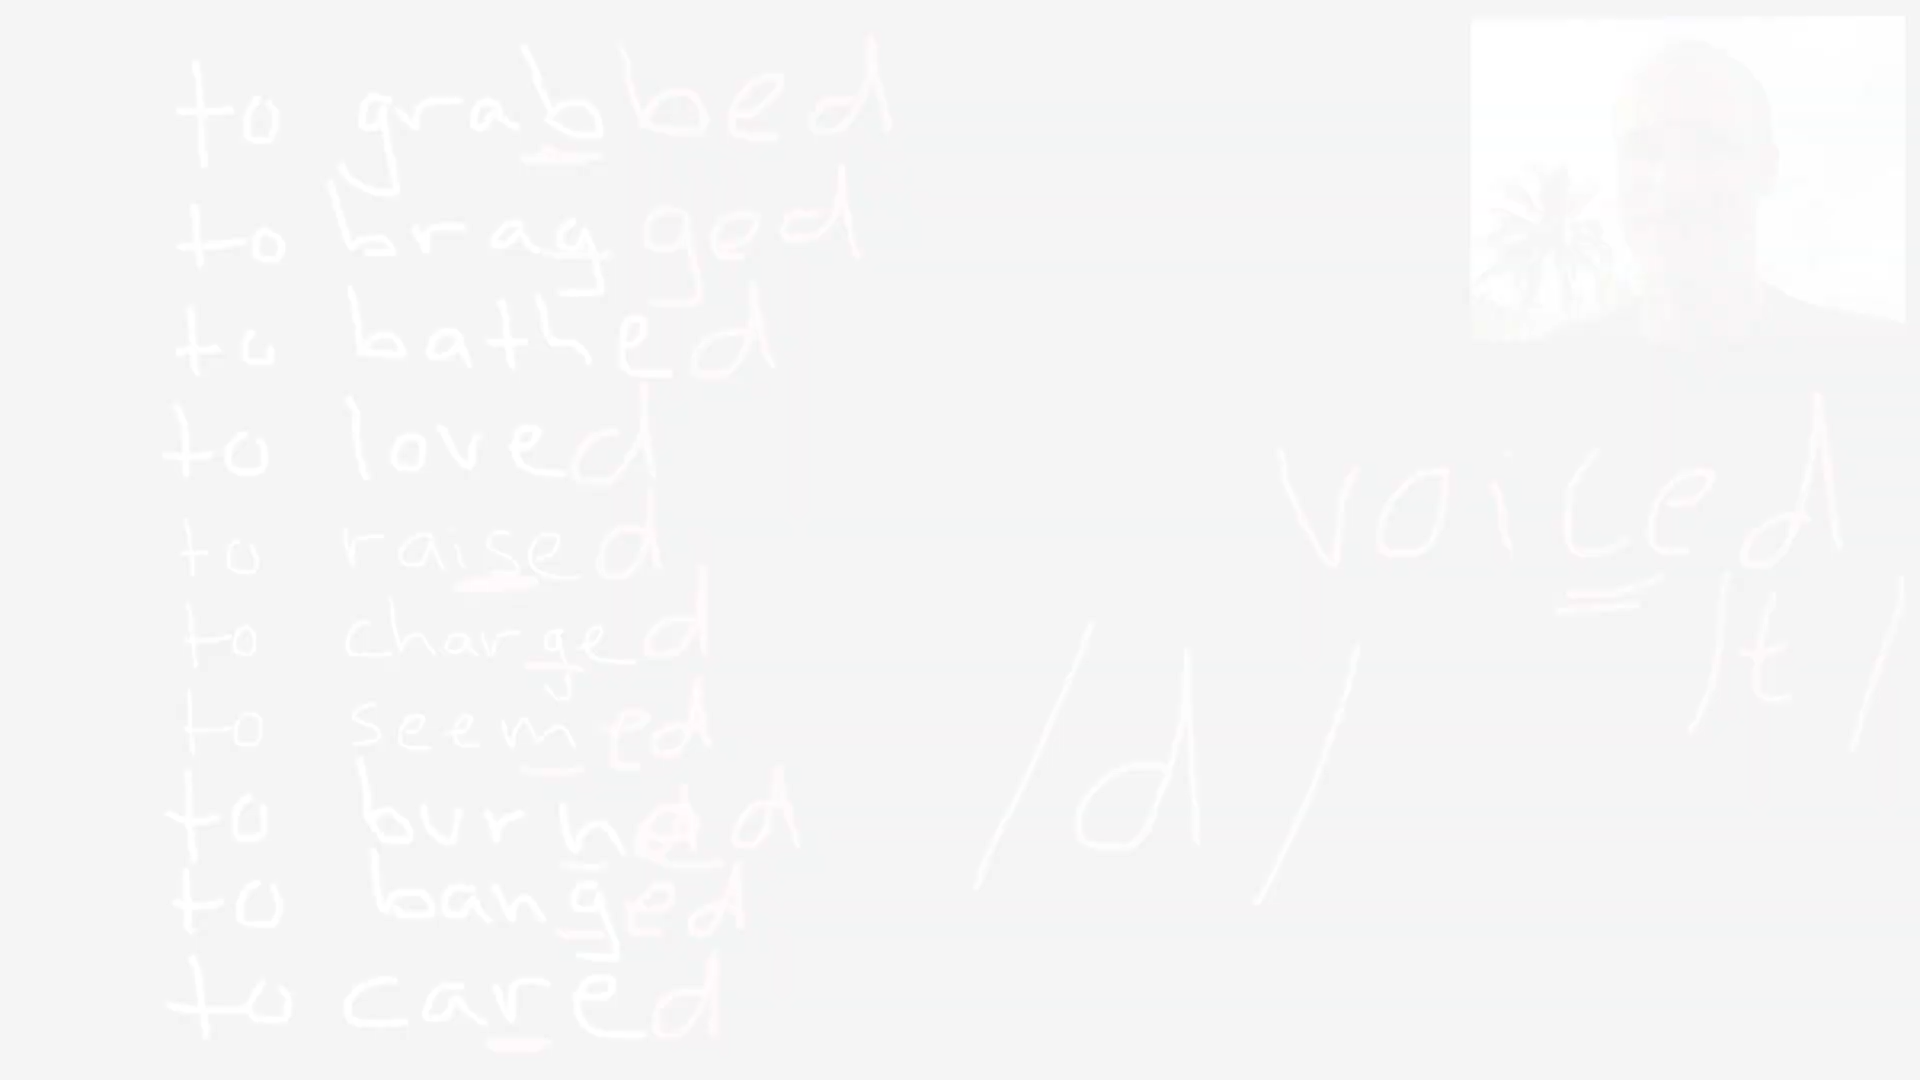 to grabbed
to bragged
to bathed
to loved
to raised
to charged
to seemed
to burned
to banged
to cared
voiced
/t/
/d/